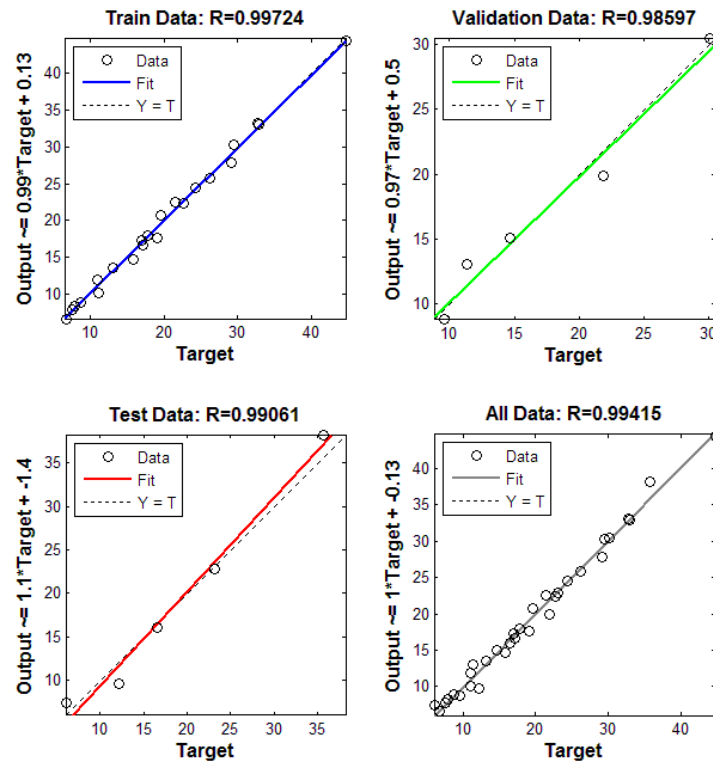 Train Data: R=0.99724
Output ~= 0.99*Target + 0.13
40
35
30
25
20
15
10
Data
Fit
Y = T
10
20
30
40
Target
Validation Data: R=0.98597
Output ~= 0.97*Target + 0.5
30
25
20
15
10
Data
Fit
Y = T
10
15
20
25
30
Target
Test Data: R=0.99061
Output ~= 1.1*Target + -1.4
35
30
25
20
15
10
Data
Fit
Y = T
10
15
20
25
30
35
Target
All Data: R=0.99415
Output ~= 1*Target + -0.13
40
35
30
25
20
15
10
Data
Fit
Y = T
10
20
30
40
Target